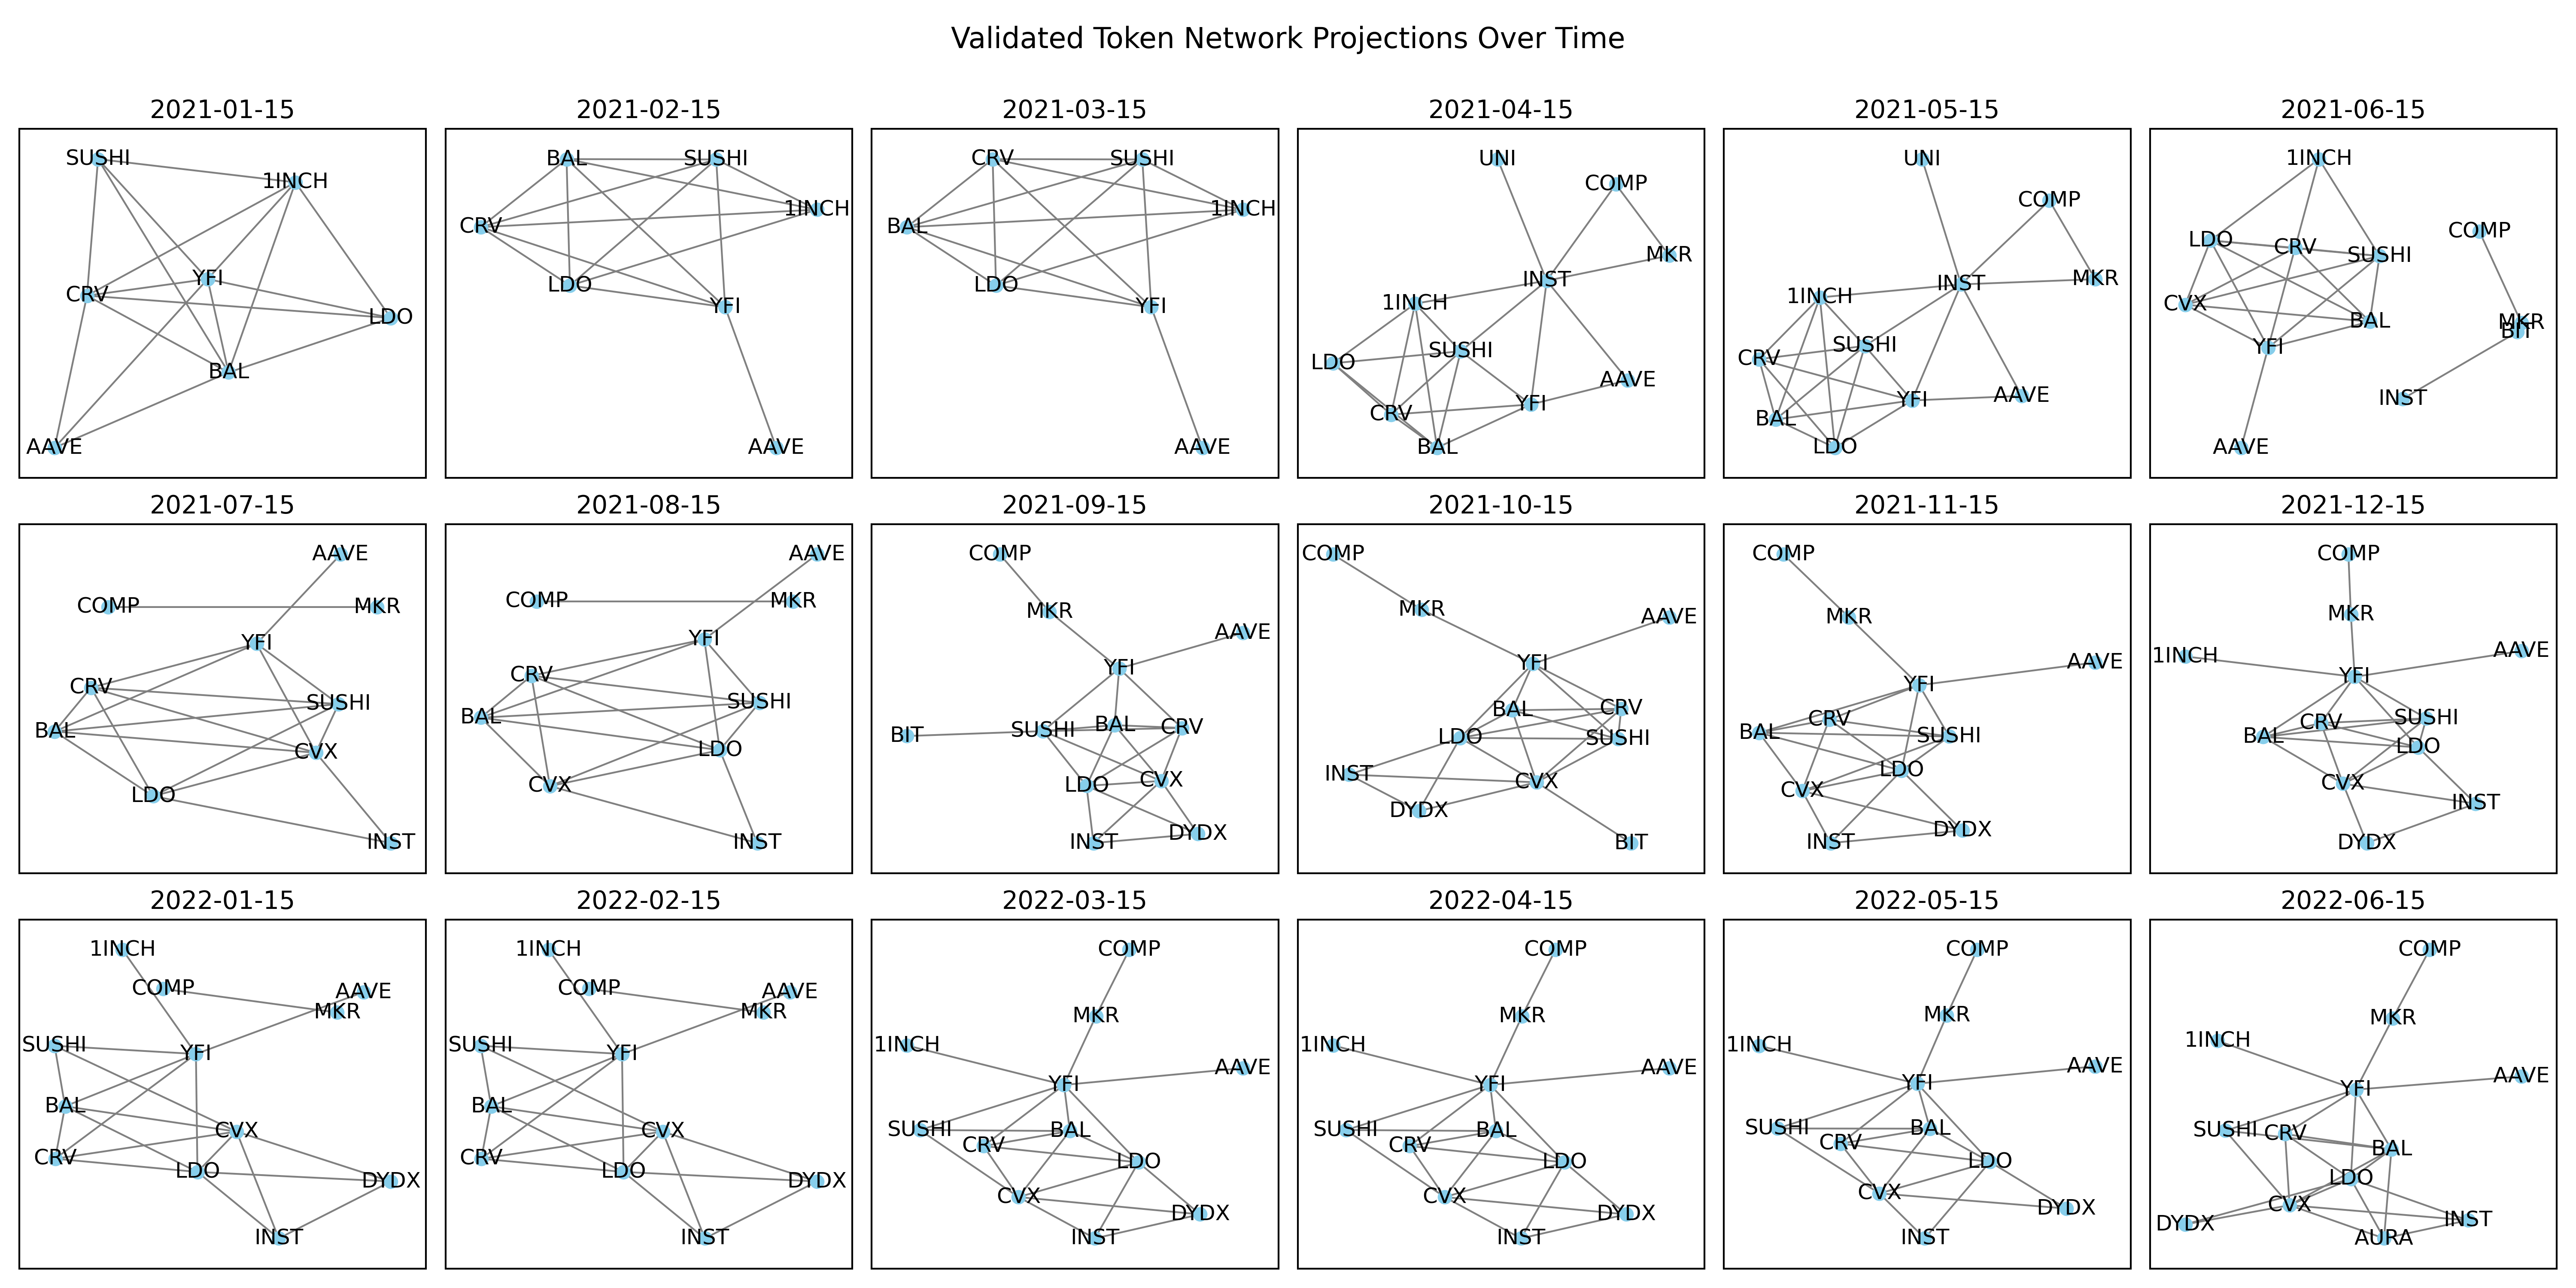 Validated Token Network Projections Over Time
2021-01-15
SUSHI
1INCH
YFI
CRV
LDO
BAL
AAVE
2021-02-15
BAL
SUSHI
1INCH
CRV
LDO
YFI
AAVE
2021-03-15
CRV
SUSHI
1INCH
BAL
LDO
YFI
AAVE
2021-04-15
UNI
COMP
MKR
INST
1INCH
SUSHI
LDO
AAVE
YFI
CRV
BAL
2021-05-15
UNI
COMP
MKR
INST
1INCH
SUSHI
CRV
AAVE
YFI
BAL
LDO
2021-06-15
1INCH
COMP
LDO
CRV
SUSHI
CVX
BAL
MKR
BIT
YFI
INST
AAVE
2021-07-15
AAVE
COMP
MKR
YFI
CRV
SUSHI
BAL
CVX
LDO
INST
2021-08-15
AAVE
COMP
MKR
YFI
CRV
SUSHI
BAL
LDO
CVX
INST
2021-09-15
COMP
MKR
AAVE
YFI
BIT
SUSHI
BAL
CRV
LDO
CVX
INST
DYDX
2021-10-15
COMP
MKR
AAVE
YFI
BAL
CRV
LDO
SUSHI
INST
CVX
DYDX
BIT
2021-11-15
COMP
MKR
AAVE
YFI
CRV
BAL
SUSHI
LDO
CVX
DYDX
INST
2021-12-15
COMP
MKR
1INCH
AAVE
YFI
SUSHI
CRV
BAL
LDO
CVX
INST
DYDX
2022-01-15
1INCH
COMP
AAVE
MKR
SUSHI
YFI
BAL
CVX
CRV
LDO
DYDX
INST
2022-02-15
1INCH
COMP
AAVE
MKR
SUSHI
YFI
BAL
CVX
CRV
LDO
DYDX
INST
2022-03-15
COMP
MKR
1INCH
AAVE
YFI
SUSHI
BAL
CRV
LDO
CVX
DYDX
INST
2022-04-15
COMP
MKR
1INCH
AAVE
YFI
SUSHI
BAL
CRV
LDO
CVX
DYDX
INST
2022-05-15
COMP
MKR
1INCH
AAVE
YFI
SUSHI
BAL
CRV
LDO
CVX
DYDX
INST
2022-06-15
COMP
MKR
1INCH
AAVE
YFI
SUSHI
CRV
BAL
LDO
CVX
DYDX
INST
AURA